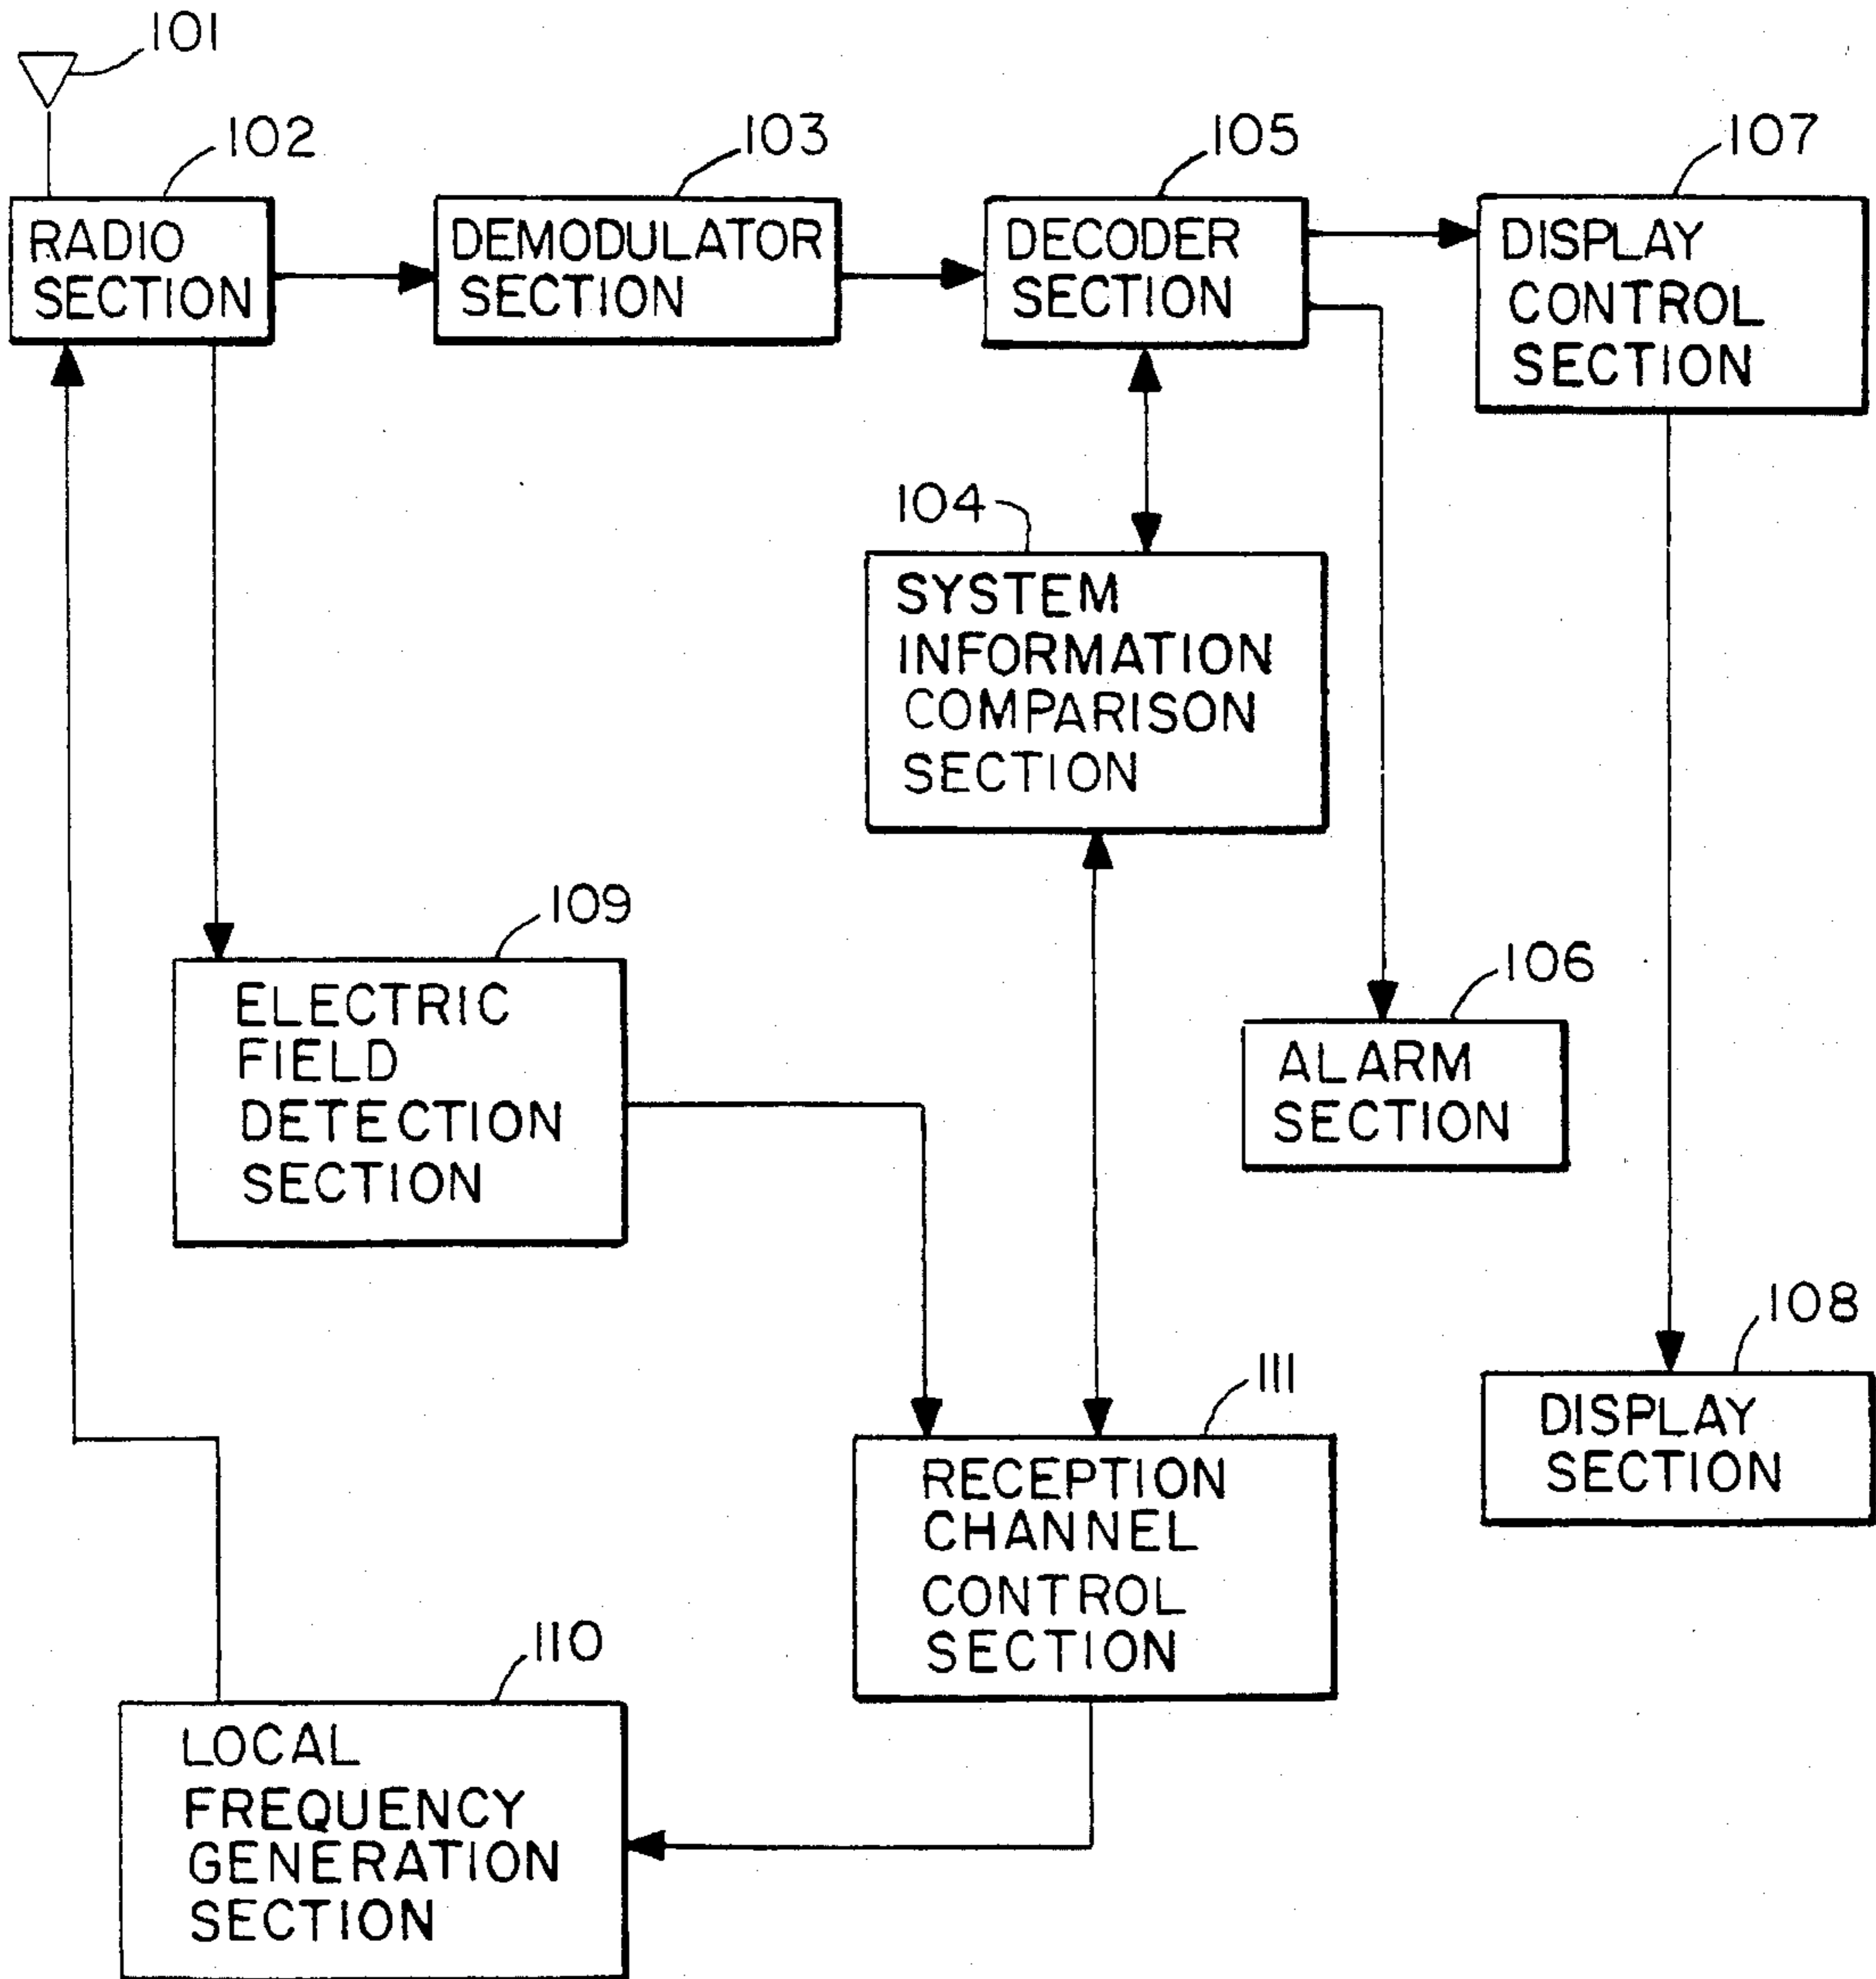 101
102
103
105
107
RADIO
SECTION
DEMODULATOR
SECTION
DECODER
SECTION
DISPLAY
CONTROL
SECTION
104
SYSTEM
INFORMATION
COMPARISON
SECTION
109
ELECTRIC
FIELD
DETECTION
SECTION
106
ALARM
SECTION
108
DISPLAY
SECTION
111
RECEPTION
CHANNEL
CONTROL
SECTION
110
LOCAL
FREQUENCY
GENERATION
SECTION